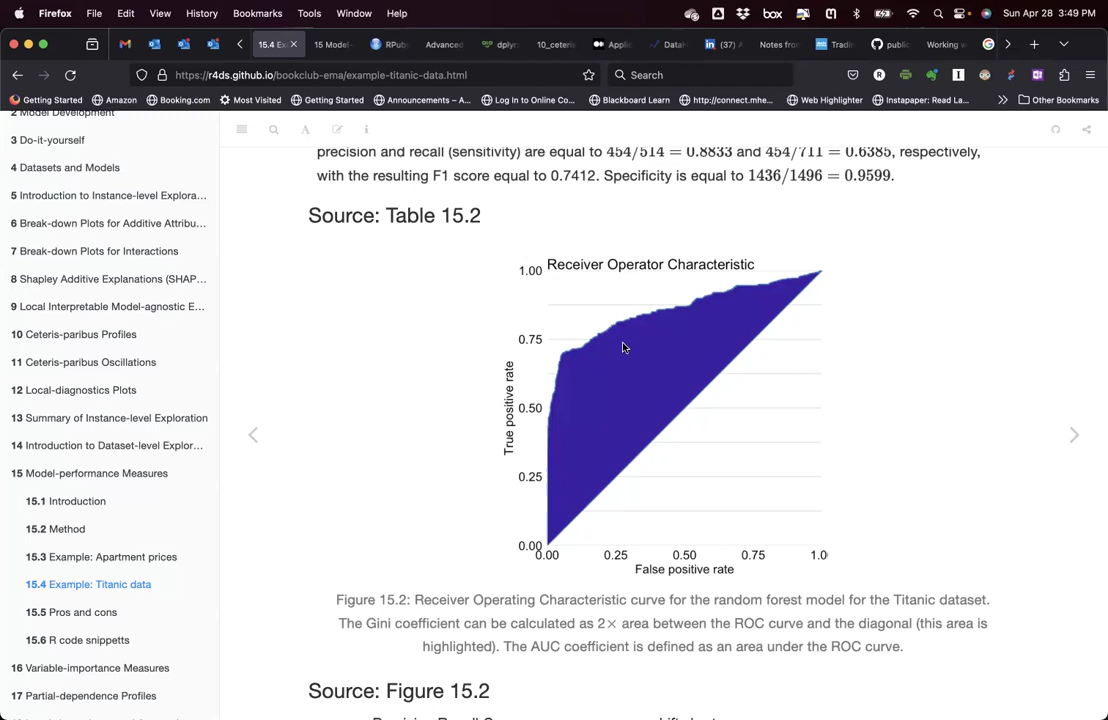 Firefox File Edit View History Bookmarks Tools Window Help
box
Sun Apr 28 3:49 PM
15.4 Ex
15 Model-
RPub
Advanced
dplyr
10_ceteris
Applic
DataH
(37)
Notes from
Tradin
public
Working
https://r4ds.github.io/bookclub-ema/example-titanic-data.html
Search
Getting Started Amazon Booking.com Most Visited Getting Started Announcements – A... Log In to Online Co... Blackboard Learn http://connect.mhe... Web Highlighter Instapaper: Read La... Other Bookmarks
2 Model Development
3 Do-it-yourself
4 Datasets and Models
5 Introduction to Instance-level Explora...
6 Break-down Plots for Additive Attribu...
7 Break-down Plots for Interactions
8 Shapley Additive Explanations (SHAP...
9 Local Interpretable Model-agnostic E...
10 Ceteris-paribus Profiles
11 Ceteris-paribus Oscillations
12 Local-diagnostics Plots
13 Summary of Instance-level Exploration
14 Introduction to Dataset-level Explor...
15 Model-performance Measures
15.1 Introduction
15.2 Method
15.3 Example: Apartment prices
15.4 Example: Titanic data
15.5 Pros and cons
15.6 R code snippetts
16 Variable-importance Measures
17 Partial-dependence Profiles
precision and recall (sensitivity) are equal to 454/514 = 0.8833 and 454/711 = 0.6385, respectively,
with the resulting F1 score equal to 0.7412. Specificity is equal to 1436/1496 = 0.9599.
Source: Table 15.2
Receiver Operator Characteristic
1.00
0.75
0.50
0.25
0.00
True positive rate
0.00 0.25 0.50 0.75 1.0
False positive rate
Figure 15.2: Receiver Operating Characteristic curve for the random forest model for the Titanic dataset.
The Gini coefficient can be calculated as 2× area between the ROC curve and the diagonal (this area is
highlighted). The AUC coefficient is defined as an area under the ROC curve.
Source: Figure 15.2